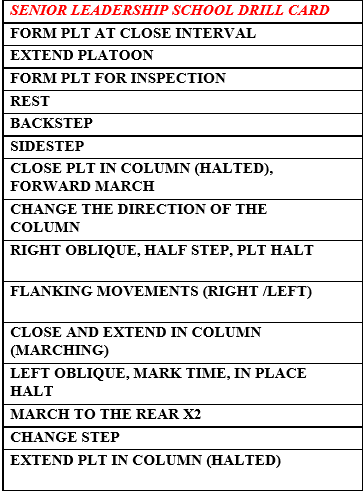 SENIOR LEADERSHIP SCHOOL DRILL CARD
FORM PLT AT CLOSE INTERVAL
EXTEND PLATOON
FORM PLT FOR INSPECTION
REST
BACKSTEP
SIDESTEP
CLOSE PLT IN COLUMN (HALTED),
FORWARD MARCH
CHANGE THE DIRECTION OF THE
COLUMN
RIGHT OBLIQUE, HALF STEP, PLT HALT
FLANKING MOVEMENTS (RIGHT /LEFT)
CLOSE AND EXTEND IN COLUMN
(MARCHING)
LEFT OBLIQUE, MARK TIME, IN PLACE
HALT
MARCH TO THE REAR X2
CHANGE STEP
EXTEND PLT IN COLUMN (HALTED)